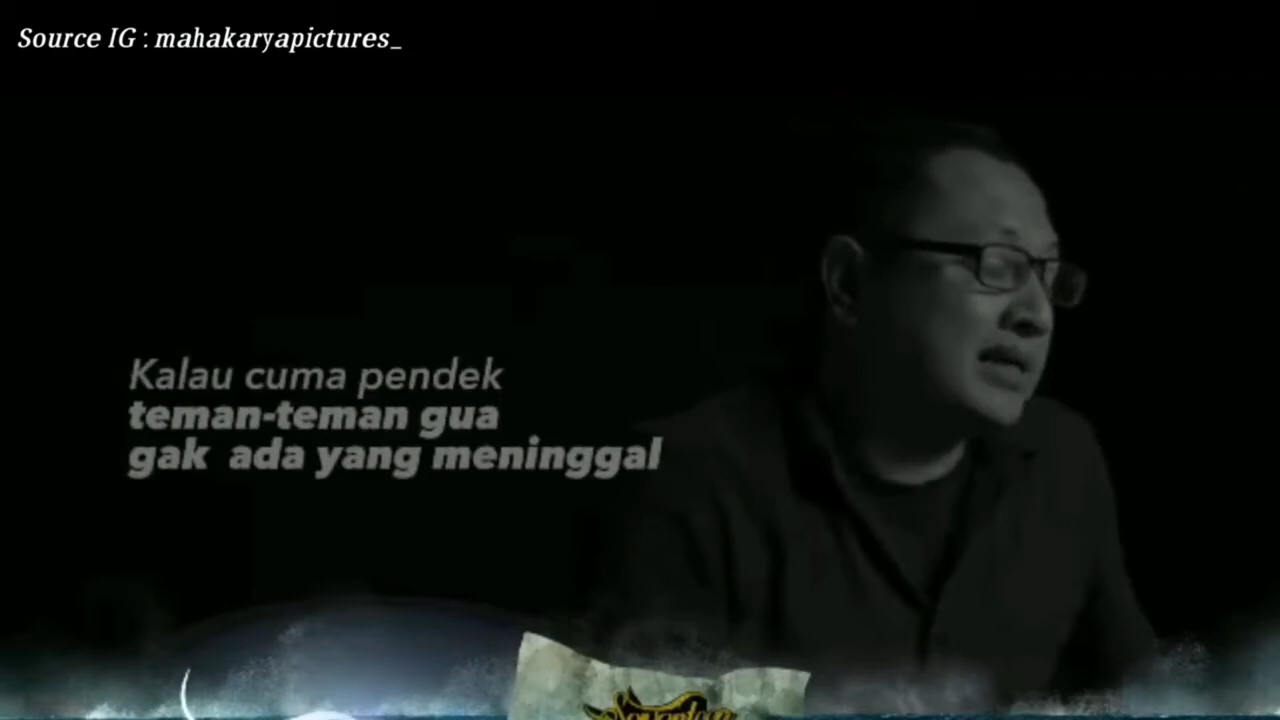 Source IG : mahakaryapictures_
Kalau cuma pendek
teman-teman gua
gak ada yang meninggal